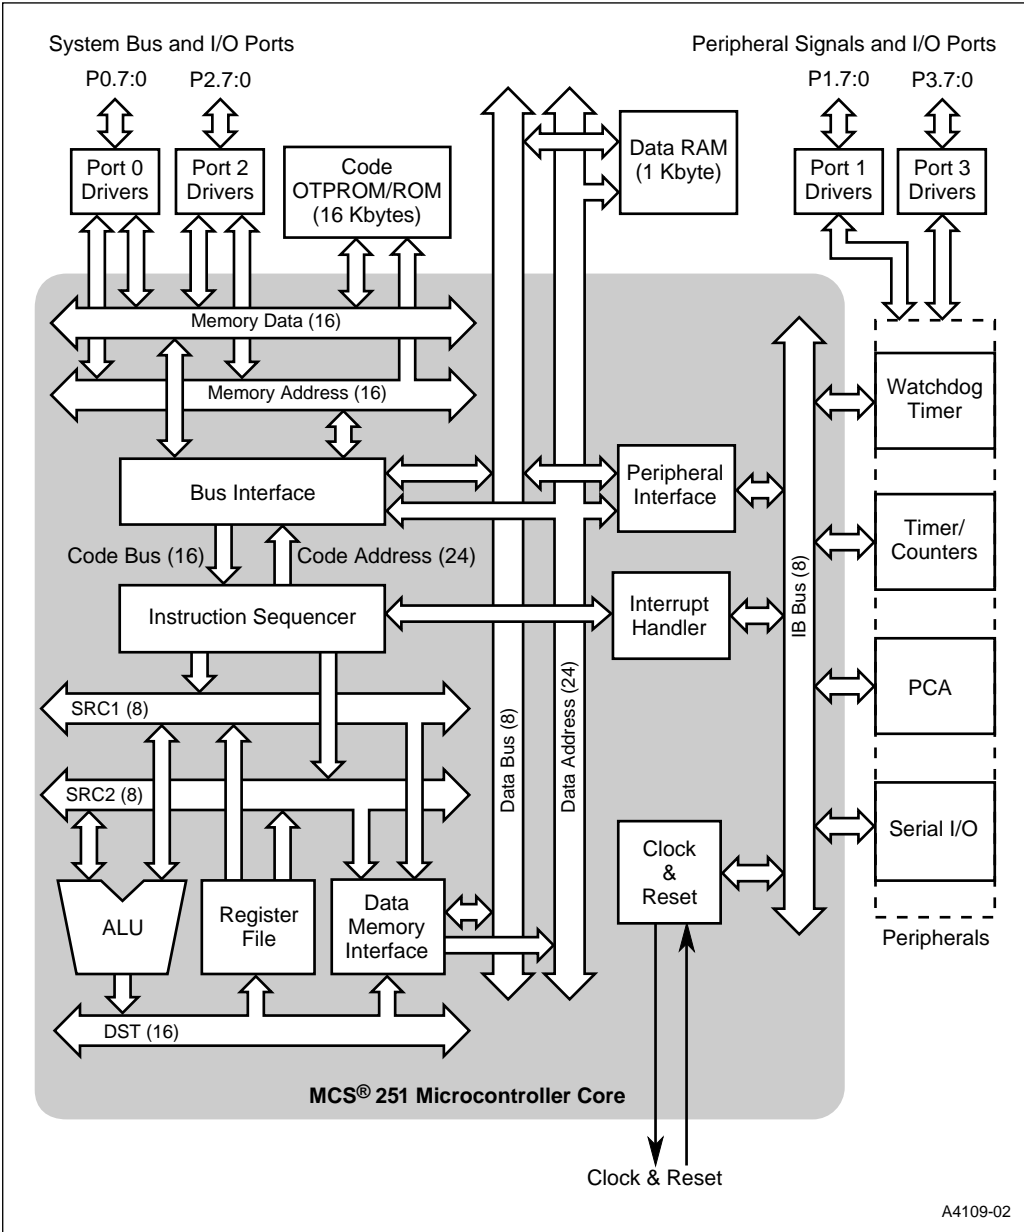 System Bus and I/O Ports
Peripheral Signals and I/O Ports
P0.7:0
P2.7:0
P1.7:0
P3.7:0
Port 0
Drivers
Port 2
Drivers
Code
OTPROM/ROM
(16 Kbytes)
Data RAM
(1 Kbyte)
Port 1
Drivers
Port 3
Drivers
Memory Data (16)
Memory Address (16)
Bus Interface
Peripheral
Interface
Watchdog
Timer
Code Bus (16)
Code Address (24)
Timer/
Counters
Instruction Sequencer
Interrupt
Handler
IB Bus (8)
SRC1 (8)
Data Bus (8)
Data Address (24)
PCA
SRC2 (8)
Serial I/O
Clock
&
Reset
ALU
Register
File
Data
Memory
Interface
Peripherals
DST (16)
MCS® 251 Microcontroller Core
Clock & Reset
A4109-02